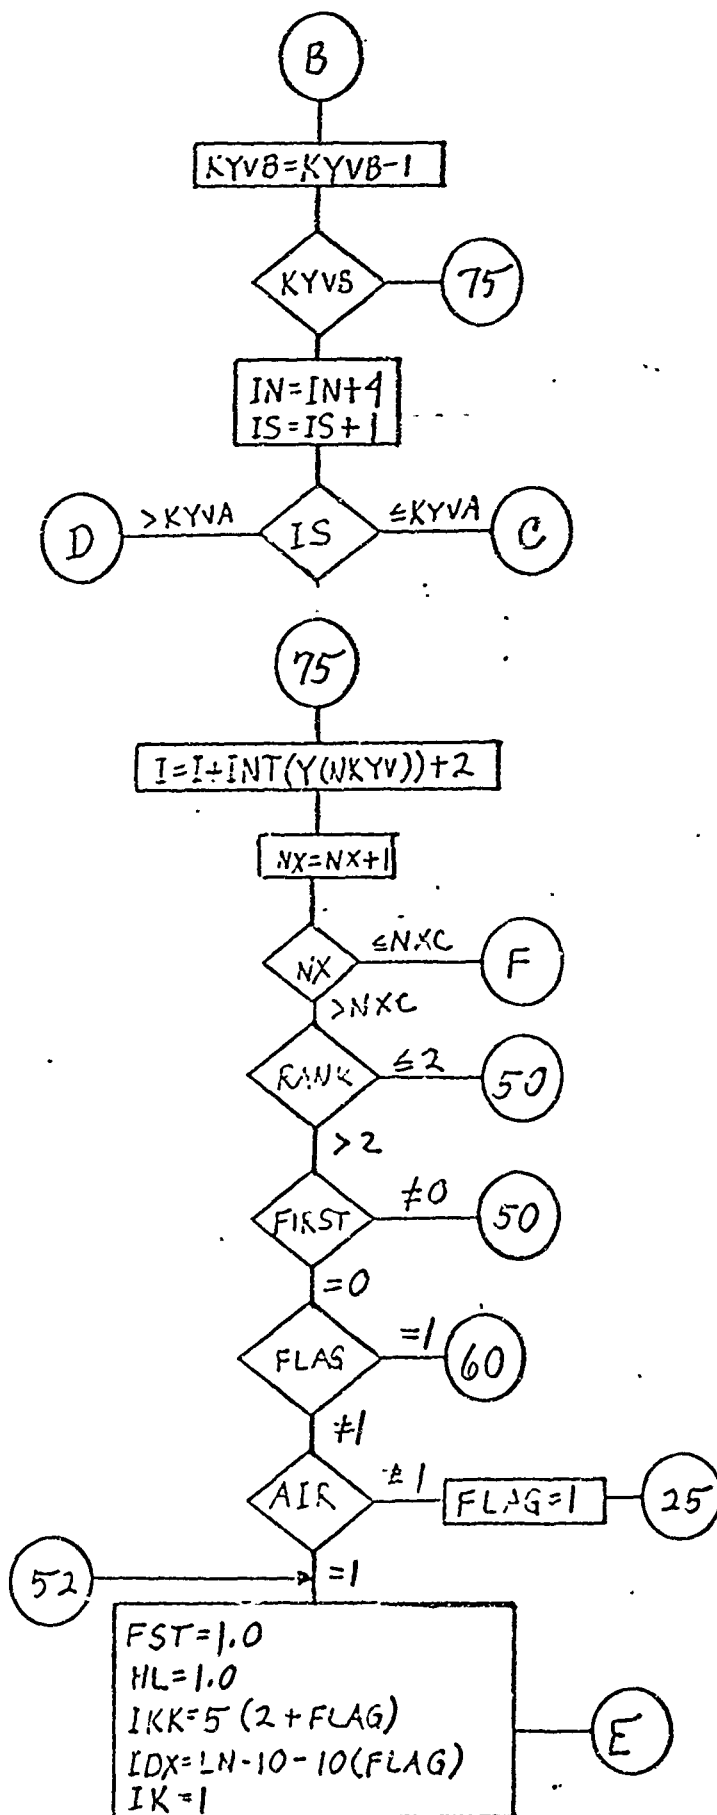 B
KYVB=KYVB-1
KYVB
75
IN=IN+4
IS=IS+1
D
>KYVA
IS
≤KYVA
C
75
I=I+INT(Y(NKYV))+2
NX=NX+1
NX
≤NXC
F
>NXC
RANK
≤2
50
>2
FIRST
≠0
50
=0
FLAG
=1
60
≠1
AIR
≠1
FLAG=1
25
52
=1
FST=1.0
HL=1.0
IKK=5(2+FLAG)
IDX=LN-10-10(FLAG)
IK=1
E